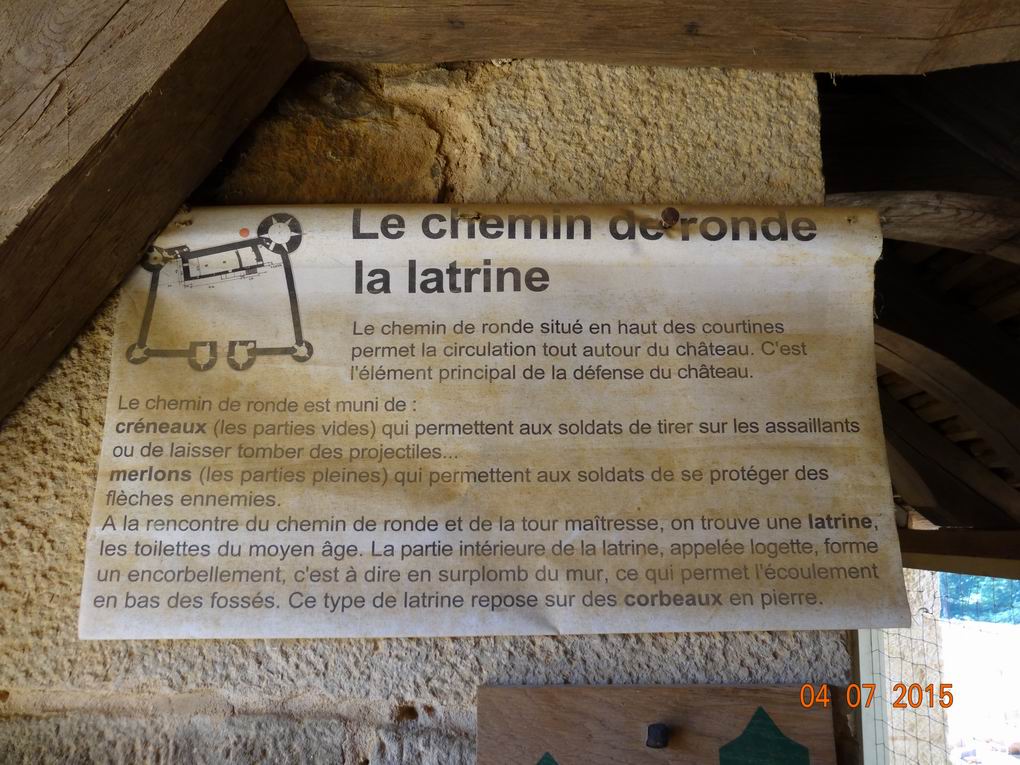 Le chemin de ronde
la latrine
Le chemin de ronde situé en haut des courtines
permet la circulation tout autour du château. C'est
l'élément principal de la défense du château.
Le chemin de ronde est muni de :
créneaux (les parties vides) qui permettent aux soldats de tirer sur les assaillants
ou de laisser tomber des projectiles...
merlons (les parties pleines) qui permettent aux soldats de se protéger des
flèches ennemies.
A la rencontre du chemin de ronde et de la tour maîtresse, on trouve une latrine,
les toilettes du moyen âge. La partie intérieure de la latrine, appelée logette, forme
un encorbellement, c'est à dire en surplomb du mur, ce qui permet l'écoulement
en bas des fossés. Ce type de latrine repose sur des corbeaux en pierre.
04 07 2015